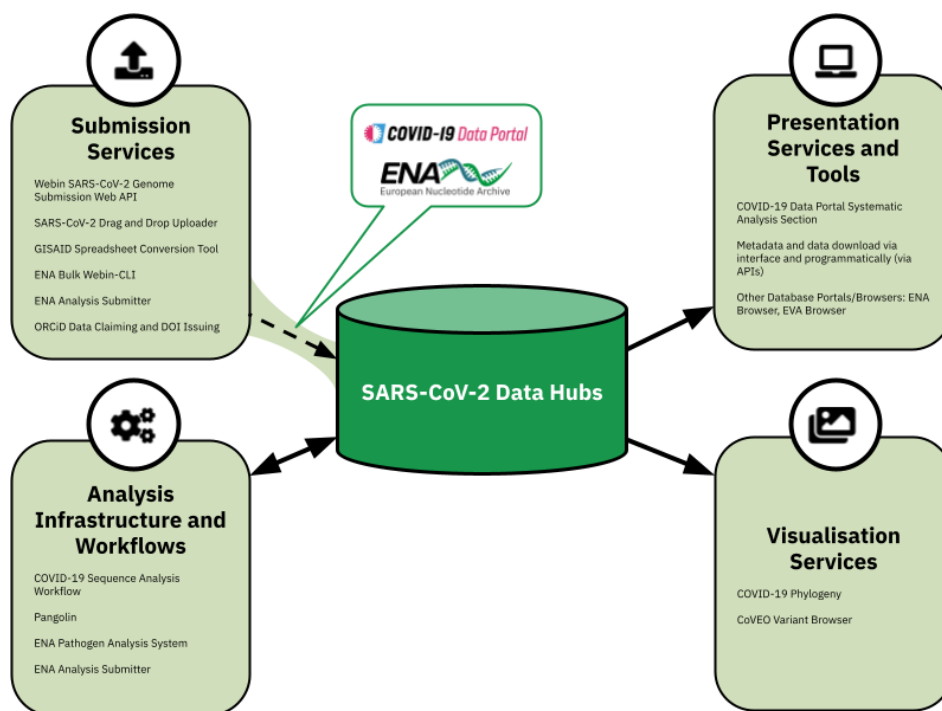 Submission
Services
Webin SARS-CoV-2 Genome
Submission Web API
SARS-CoV-2 Drag and Drop Uploader
GISAID Spreadsheet Conversion Tool
ENA Bulk Webin-CLI
ENA Analysis Submitter
ORCiD Data Claiming and DOI Issuing
COVID-19 Data Portal
ENA
European Nucleotide Archive
Presentation
Services and
Tools
COVID-19 Data Portal Systematic
Analysis Section
Metadata and data download via
interface and programmatically (via
APIs)
Other Database Portals/Browsers: ENA
Browser, EVA Browser
SARS-CoV-2 Data Hubs
Analysis
Infrastructure and
Workflows
COVID-19 Sequence Analysis
Workflow
Pangolin
ENA Pathogen Analysis System
ENA Analysis Submitter
Visualisation
Services
COVID-19 Phylogeny
CoVEO Variant Browser